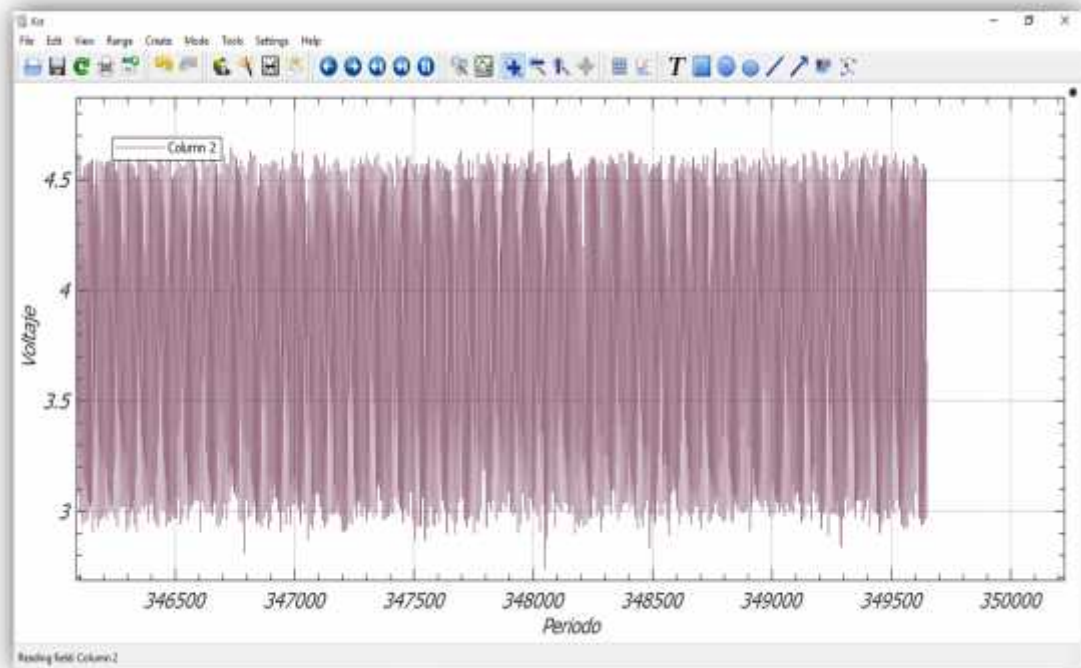 Kst
File Edit View Range Create Mode Tools Settings Help
T
Column 2
4.5
4
3.5
3
Voltaje
346500 347000 347500 348000 348500 349000 349500 350000
Periodo
Reading field: Column 2